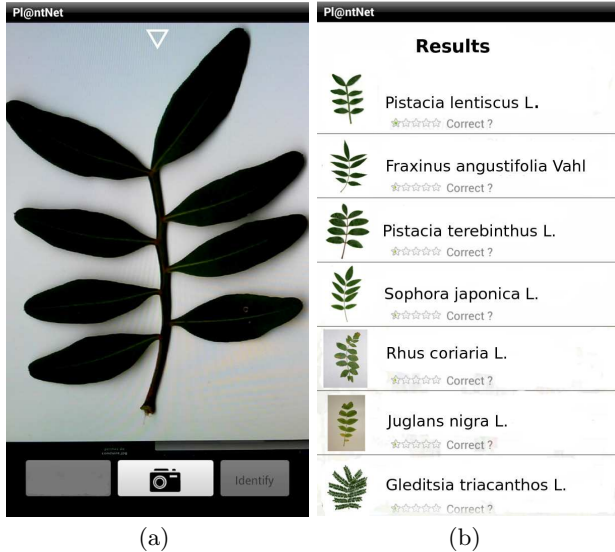 Pl@ntNet
Identify
(a)
Pl@ntNet
Results
Pistacia lentiscus L.
Correct ?
Fraxinus angustifolia Vahl
Correct ?
Pistacia terebinthus L.
Correct ?
Sophora japonica L.
Correct ?
Rhus coriaria L.
Correct ?
Juglans nigra L.
Correct ?
Gleditsia triacanthos L.
Correct ?
(b)